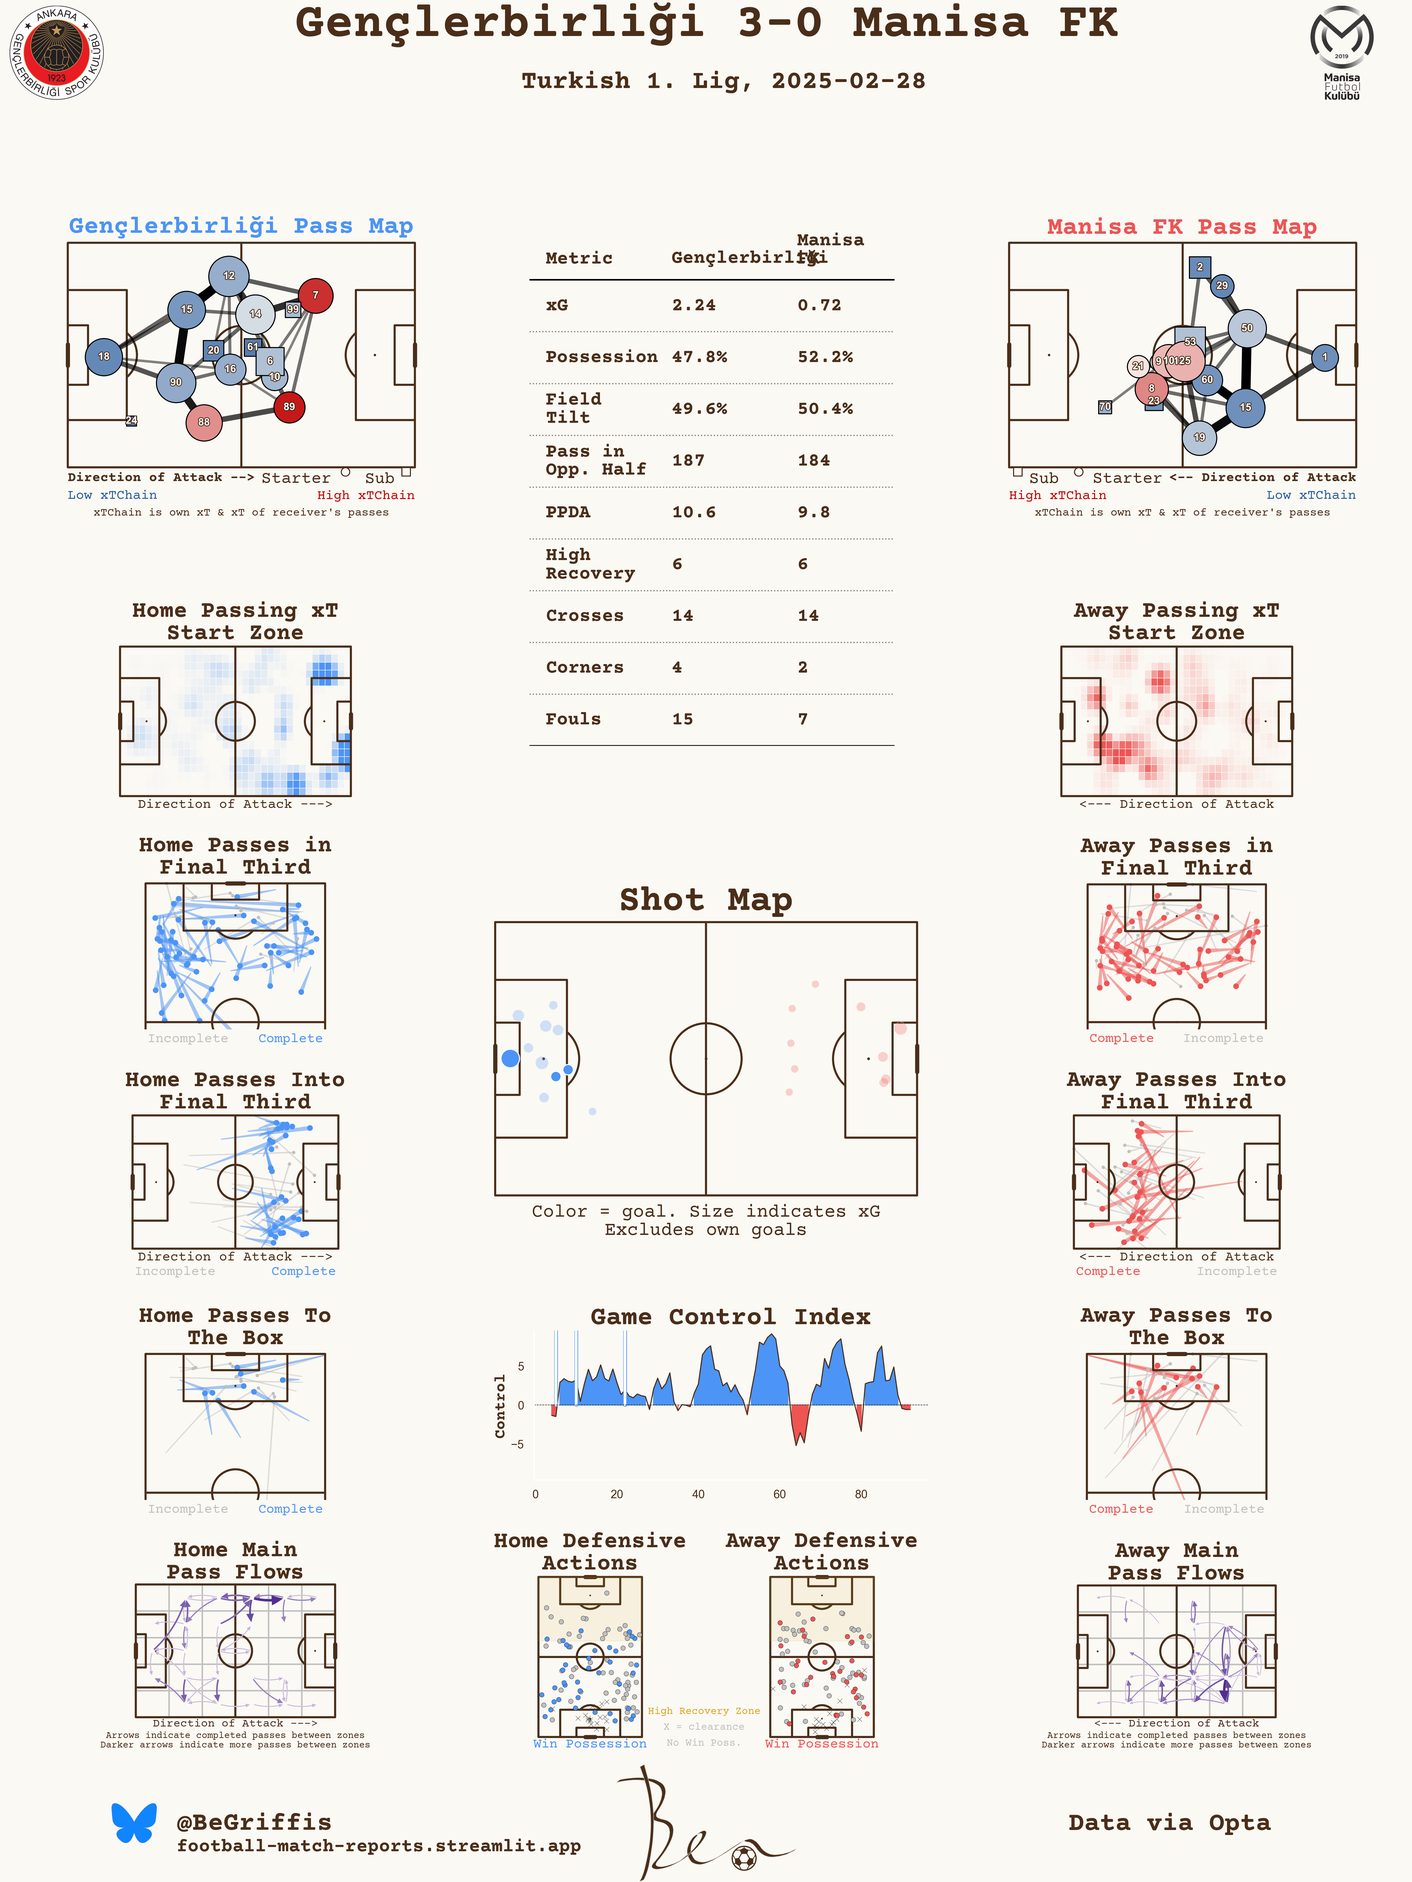 Gençlerbirliği 3-0 Manisa FK
Turkish 1. Lig, 2025-02-28
ANKARA
GENÇLERBİRLİĞİ SPOR KULÜBÜ
1923
2019
Manisa
Futbol
Kulübü
Gençlerbirliği Pass Map
12
7
15
14
99
18
20
61
6
16
10
90
89
88
24
Direction of Attack --> Starter Sub
Low xTChain High xTChain
xTChain is own xT & xT of receiver's passes
Metric Gençlerbirliği Manisa FK
xG 2.24 0.72
Possession 47.8% 52.2%
Field
Tilt 49.6% 50.4%
Pass in
Opp. Half 187 184
PPDA 10.6 9.8
High
Recovery 6 6
Crosses 14 14
Corners 4 2
Fouls 15 7
Manisa FK Pass Map
2
29
50
53
1
21
9
10
25
60
8
23
70
15
19
Sub Starter <-- Direction of Attack
High xTChain Low xTChain
xTChain is own xT & xT of receiver's passes
Home Passing xT
Start Zone
Direction of Attack --->
Away Passing xT
Start Zone
<--- Direction of Attack
Home Passes in
Final Third
Incomplete Complete
Shot Map
Color = goal. Size indicates xG
Excludes own goals
Away Passes in
Final Third
Complete Incomplete
Home Passes Into
Final Third
Direction of Attack --->
Incomplete Complete
Away Passes Into
Final Third
<--- Direction of Attack
Complete Incomplete
Home Passes To
The Box
Incomplete Complete
Game Control Index
Control
5
0
−5
0 20 40 60 80
Away Passes To
The Box
Complete Incomplete
Home Main
Pass Flows
Direction of Attack --->
Arrows indicate completed passes between zones
Darker arrows indicate more passes between zones
Home Defensive
Actions
Win Possession
High Recovery Zone
X = clearance
No Win Poss.
Away Defensive
Actions
Win Possession
Away Main
Pass Flows
<--- Direction of Attack
Arrows indicate completed passes between zones
Darker arrows indicate more passes between zones
@BeGriffis
football-match-reports.streamlit.app
Ben
Data via Opta